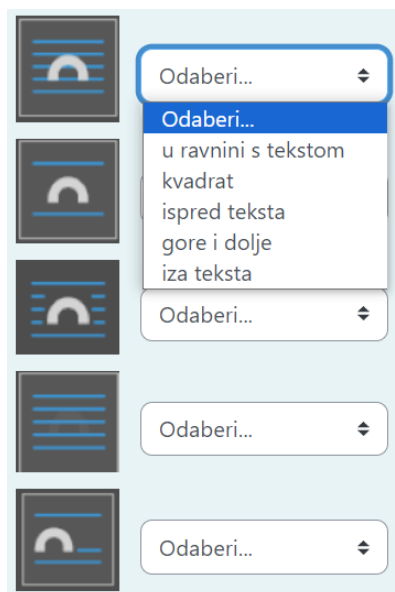 Odaberi...
Odaberi...
u ravnini s tekstom
kvadrat
ispred teksta
gore i dolje
iza teksta
Odaberi...
Odaberi...
Odaberi...